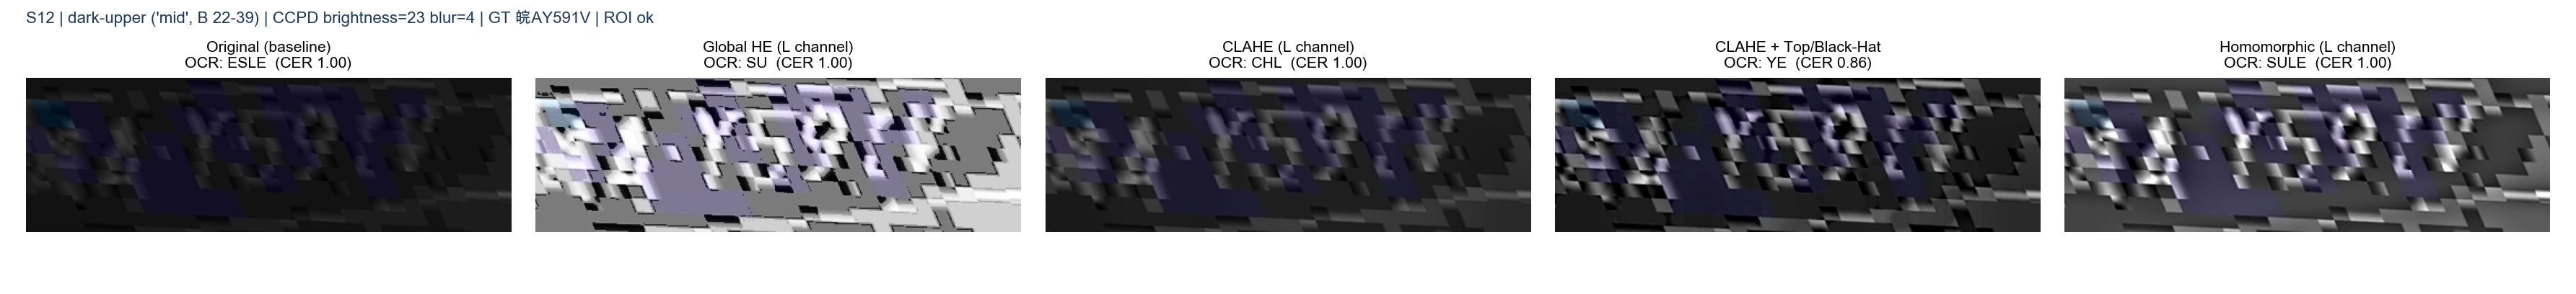 S12 | dark-upper ('mid', B 22-39) | CCPD brightness=23 blur=4 | GT 皖AY591V | ROI ok
Original (baseline)
OCR: ESLE (CER 1.00)
Global HE (L channel)
OCR: SU (CER 1.00)
CLAHE (L channel)
OCR: CHL (CER 1.00)
CLAHE + Top/Black-Hat
OCR: YE (CER 0.86)
Homomorphic (L channel)
OCR: SULE (CER 1.00)